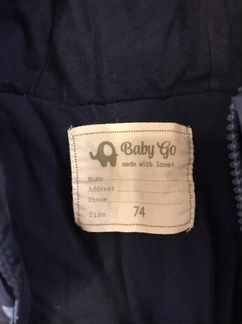 Baby Go
made with love!
Name
Address
Phone
Size 74